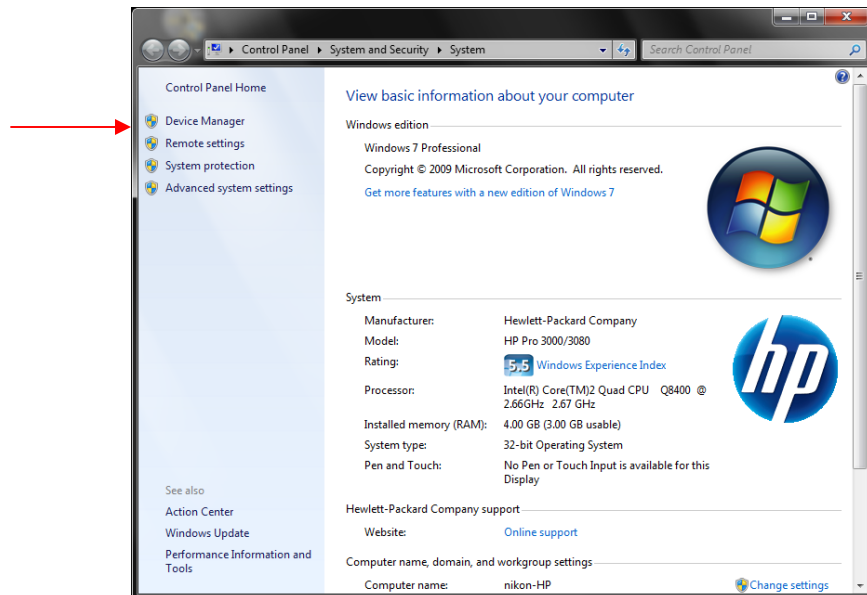 Control Panel ▸ System and Security ▸ System
Search Control Panel
Control Panel Home
Device Manager
Remote settings
System protection
Advanced system settings
See also
Action Center
Windows Update
Performance Information and
Tools
View basic information about your computer
Windows edition
Windows 7 Professional
Copyright © 2009 Microsoft Corporation. All rights reserved.
Get more features with a new edition of Windows 7
System
Manufacturer: Hewlett-Packard Company
Model: HP Pro 3000/3080
Rating: 5.5 Windows Experience Index
Processor: Intel(R) Core(TM)2 Quad CPU Q8400 @
2.66GHz 2.67 GHz
Installed memory (RAM): 4.00 GB (3.00 GB usable)
System type: 32-bit Operating System
Pen and Touch: No Pen or Touch Input is available for this
Display
hp
Hewlett-Packard Company support
Website: Online support
Computer name, domain, and workgroup settings
Computer name: nikon-HP Change settings